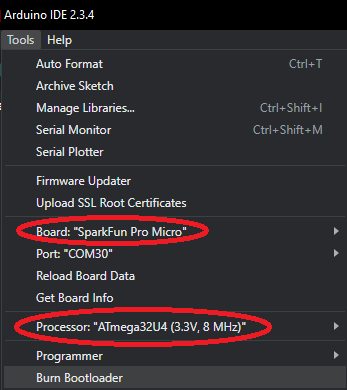 Arduino IDE 2.3.4
Tools Help
Auto Format Ctrl+T
Archive Sketch
Manage Libraries... Ctrl+Shift+I
Serial Monitor Ctrl+Shift+M
Serial Plotter
Firmware Updater
Upload SSL Root Certificates
Board: "SparkFun Pro Micro"
Port: "COM30"
Reload Board Data
Get Board Info
Processor: "ATmega32U4 (3.3V, 8 MHz)"
Programmer
Burn Bootloader